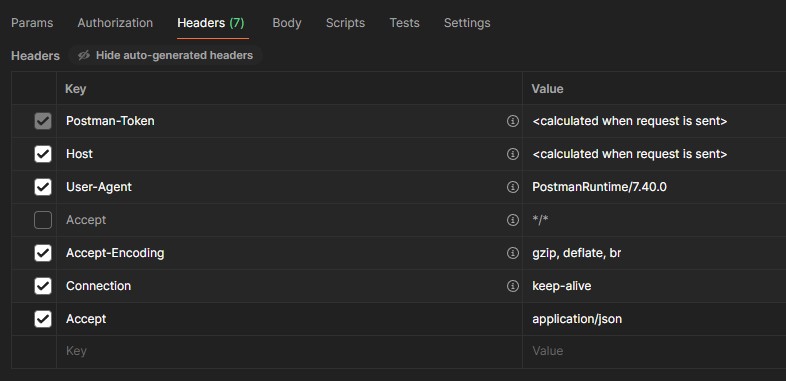 Params Authorization Headers (7) Body Scripts Tests Settings
Headers Hide auto-generated headers
Key Value
Postman-Token <calculated when request is sent>
Host <calculated when request is sent>
User-Agent PostmanRuntime/7.40.0
Accept */*
Accept-Encoding gzip, deflate, br
Connection keep-alive
Accept application/json
Key Value